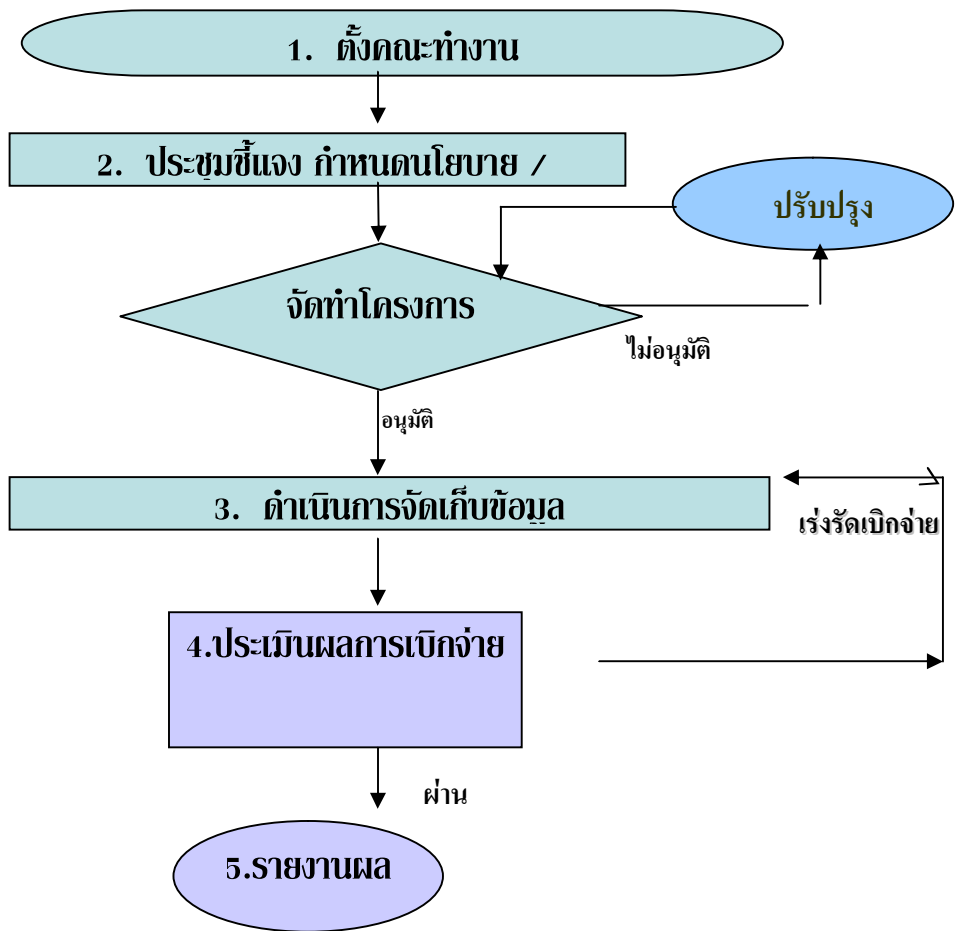 1. ตั้งคณะทำงาน
2. ประชุมชี้แจง กำหนดนโยบาย /
ปรับปรุง
จัดทำโครงการ
ไม่อนุมัติ
อนุมัติ
3. ดำเนินการจัดเก็บข้อมูล
เร่งรัดเบิกจ่าย
4.ประเมินผลการเบิกจ่าย
ผ่าน
5.รายงานผล